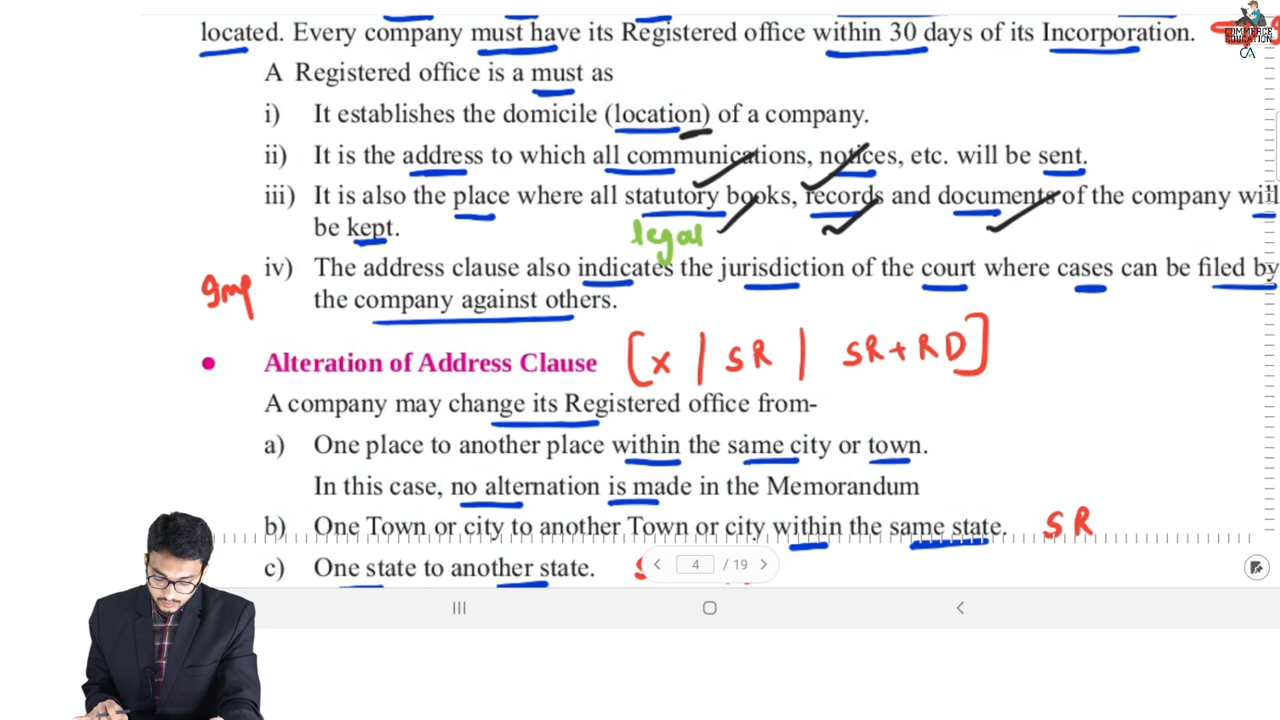 located. Every company must have its Registered office within 30 days of its Incorporation.
COMMERCE
EDUCATION
CA
A Registered office is a must as
i) It establishes the domicile (location) of a company.
ii) It is the address to which all communications, notices, etc. will be sent.
iii) It is also the place where all statutory books, records and documents of the company will
be kept.
legal
iv) The address clause also indicates the jurisdiction of the court where cases can be filed by
Imp
the company against others.
• Alteration of Address Clause [x | SR | SR+RD]
A company may change its Registered office from-
a) One place to another place within the same city or town.
In this case, no alternation is made in the Memorandum
b) One Town or city to another Town or city within the same state. SR
c) One state to another state.
4 / 19